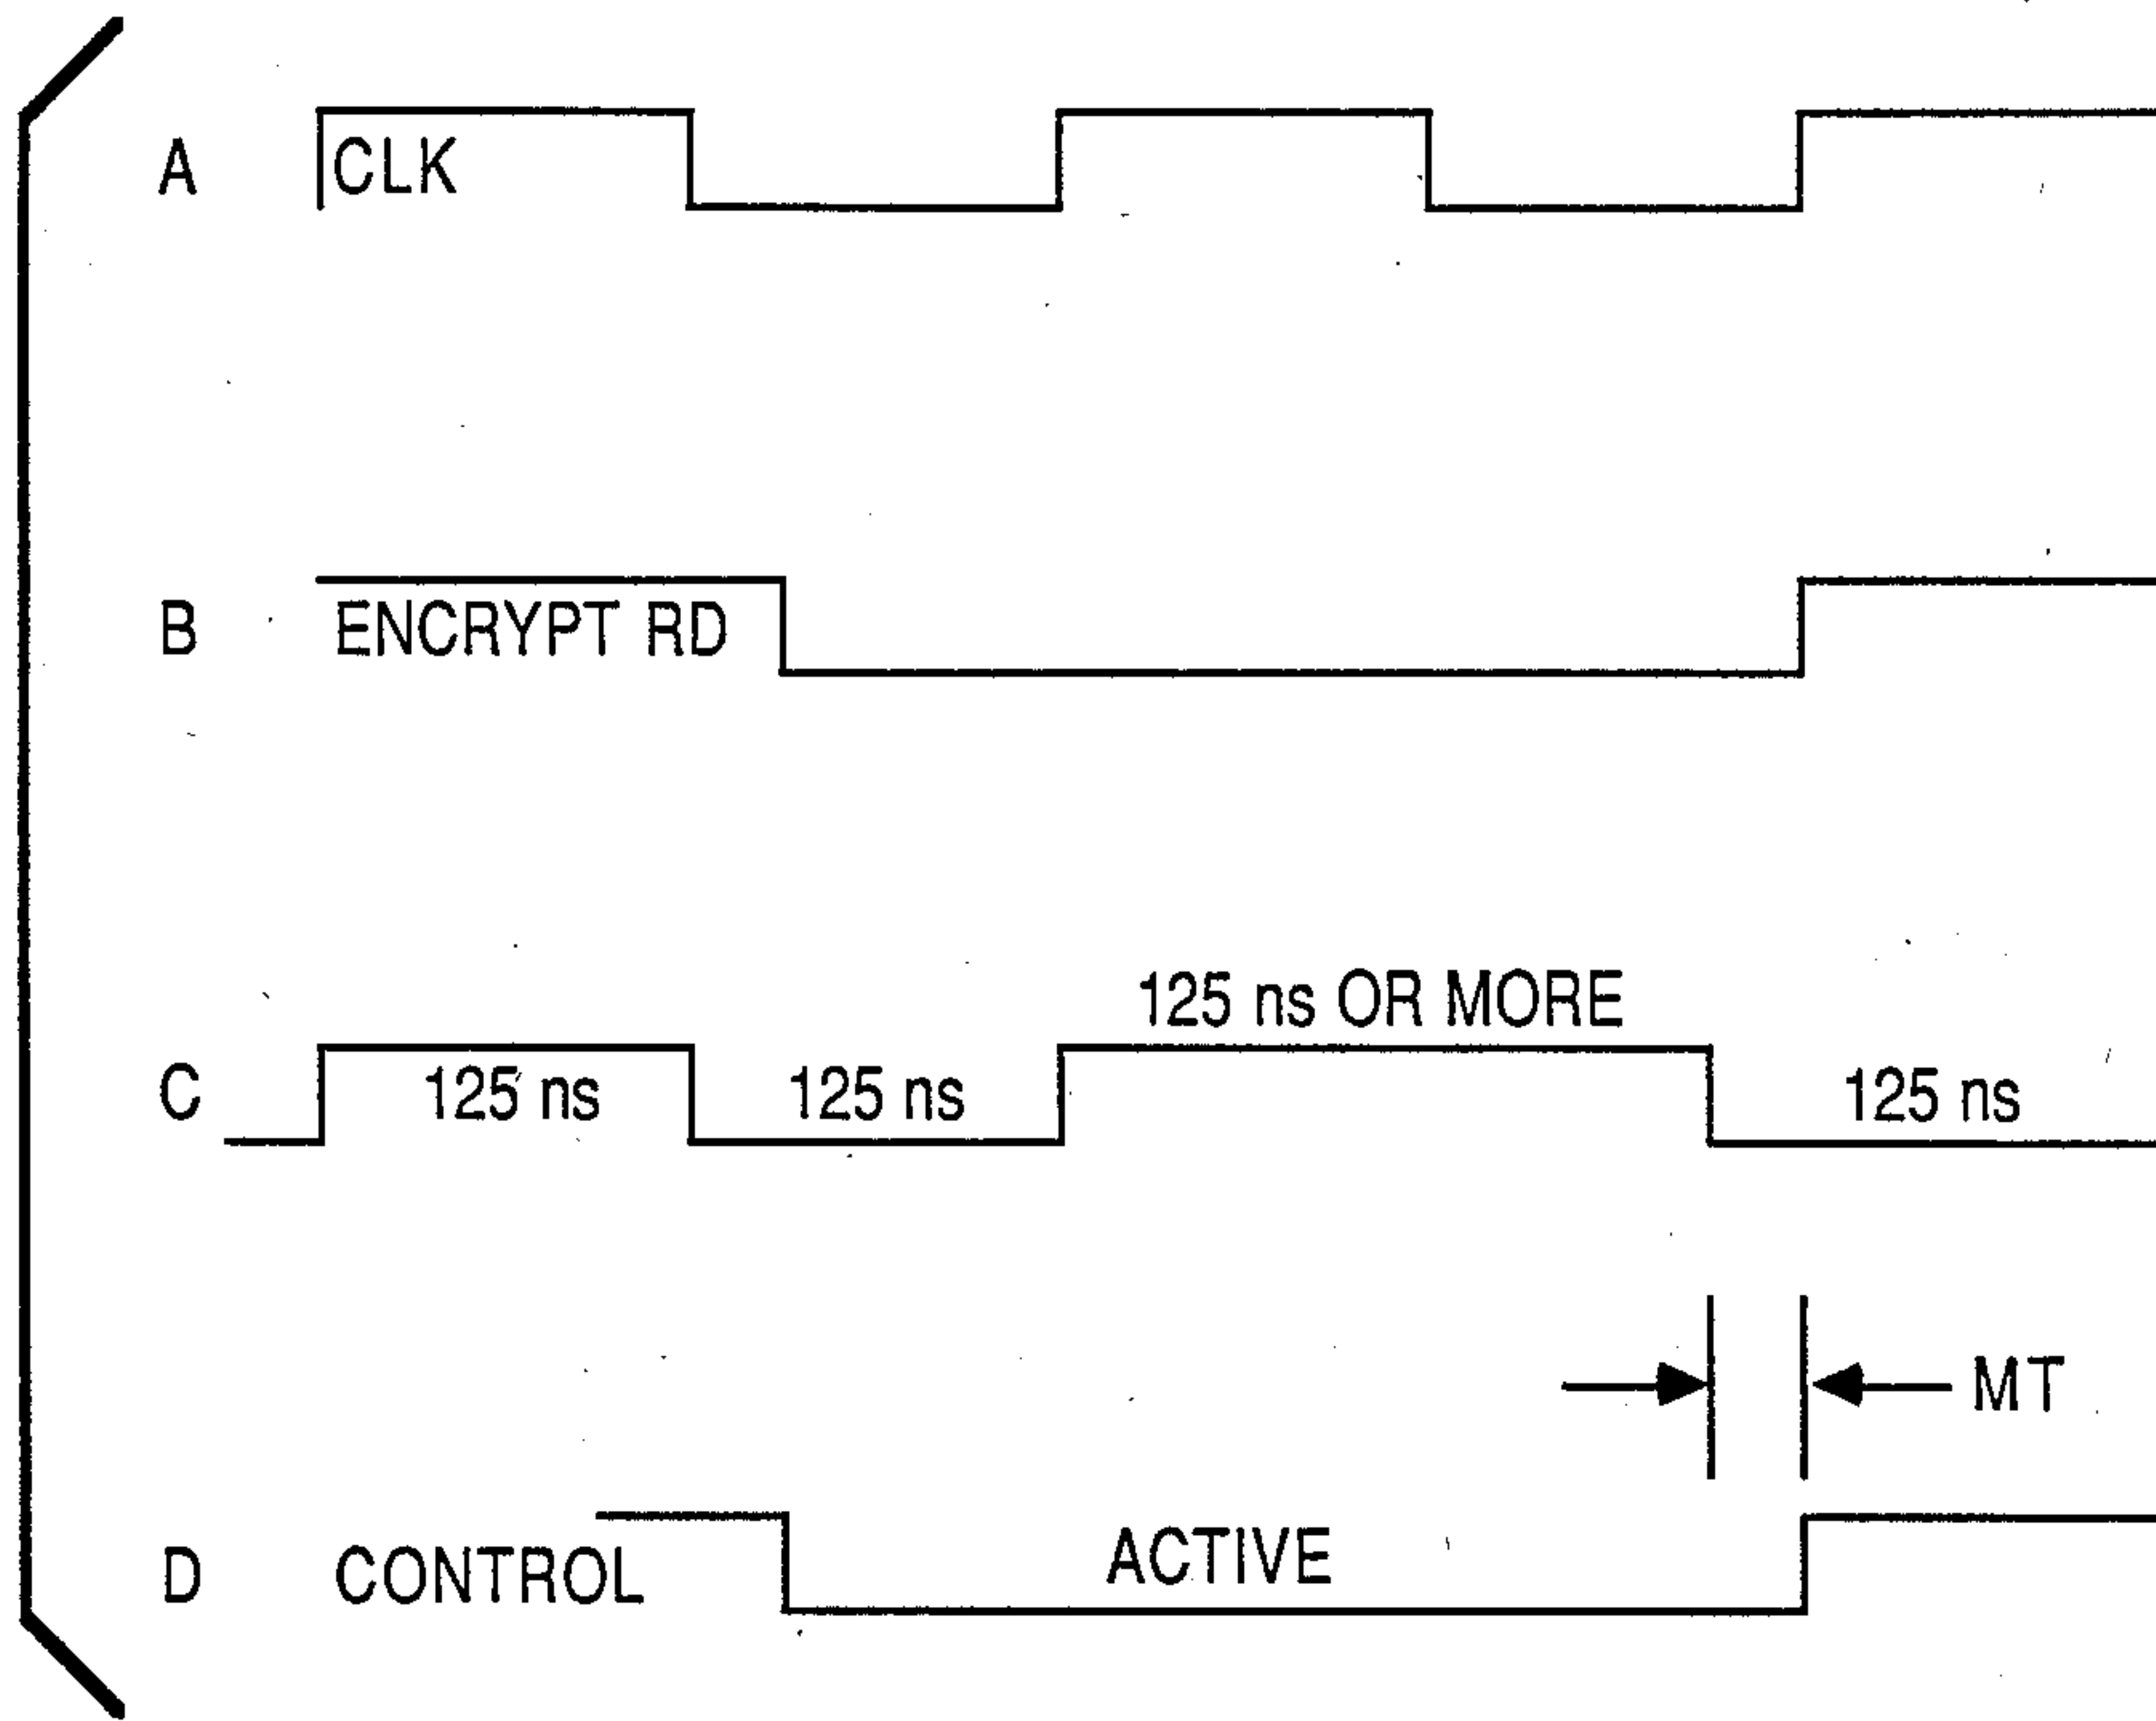 A CLK
B ENCRYPT RD
125 ns OR MORE
C 125 ns 125 ns 125 ns
MT
D CONTROL ACTIVE